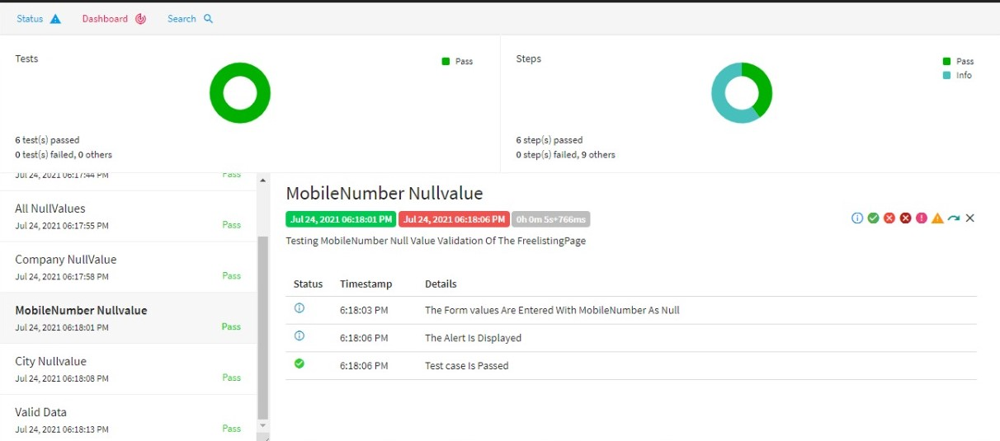 Status Dashboard Search
Tests
Pass
6 test(s) passed
0 test(s) failed, 0 others
Steps
Pass
Info
6 step(s) passed
0 step(s) failed, 9 others
Jul 24, 2021 06:17:44 PM Pass
All NullValues
Jul 24, 2021 06:17:55 PM Pass
Company NullValue
Jul 24, 2021 06:17:58 PM Pass
MobileNumber Nullvalue
Jul 24, 2021 06:18:01 PM Pass
City Nullvalue
Jul 24, 2021 06:18:08 PM Pass
Valid Data
Jul 24, 2021 06:18:13 PM Pass
MobileNumber Nullvalue
Jul 24, 2021 06:18:01 PM Jul 24, 2021 06:18:06 PM 0h 0m 5s+766ms
Testing MobileNumber Null Value Validation Of The FreelistingPage
Status Timestamp Details
6:18:03 PM The Form values Are Entered With MobileNumber As Null
6:18:06 PM The Alert Is Displayed
6:18:06 PM Test case Is Passed